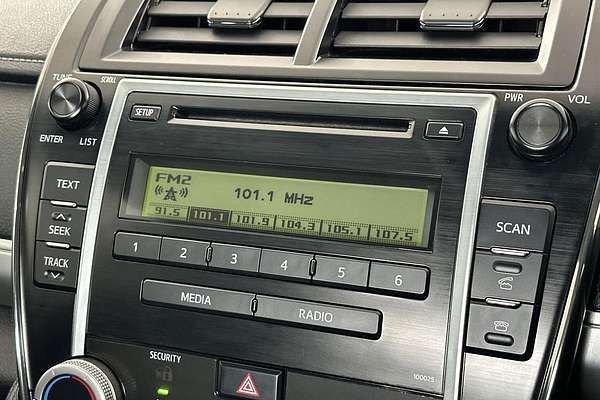 TUNE
SCROLL
ENTER
LIST
TEXT
SEEK
TRACK
SETUP
FM2
101.1 MHz
91.5 101.1 101.9 104.3 105.1 107.5
1 2 3 4 5 6
MEDIA RADIO
SECURITY
100025
PWR VOL
SCAN